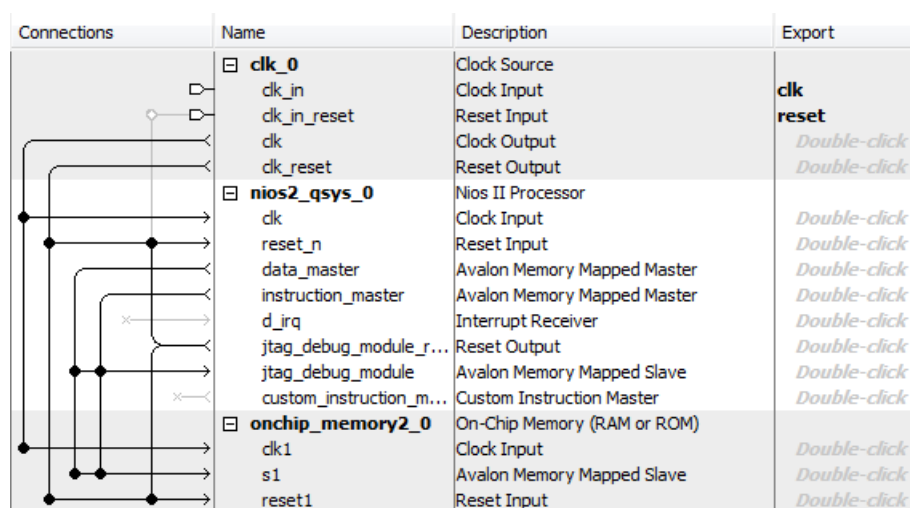 Connections Name Description Export
clk_0 Clock Source
clk_in Clock Input clk
clk_in_reset Reset Input reset
clk Clock Output Double-click
clk_reset Reset Output Double-click
nios2_qsys_0 Nios II Processor
clk Clock Input Double-click
reset_n Reset Input Double-click
data_master Avalon Memory Mapped Master Double-click
instruction_master Avalon Memory Mapped Master Double-click
d_irq Interrupt Receiver Double-click
jtag_debug_module_r... Reset Output Double-click
jtag_debug_module Avalon Memory Mapped Slave Double-click
custom_instruction_m... Custom Instruction Master Double-click
onchip_memory2_0 On-Chip Memory (RAM or ROM)
clk1 Clock Input Double-click
s1 Avalon Memory Mapped Slave Double-click
reset1 Reset Input Double-click